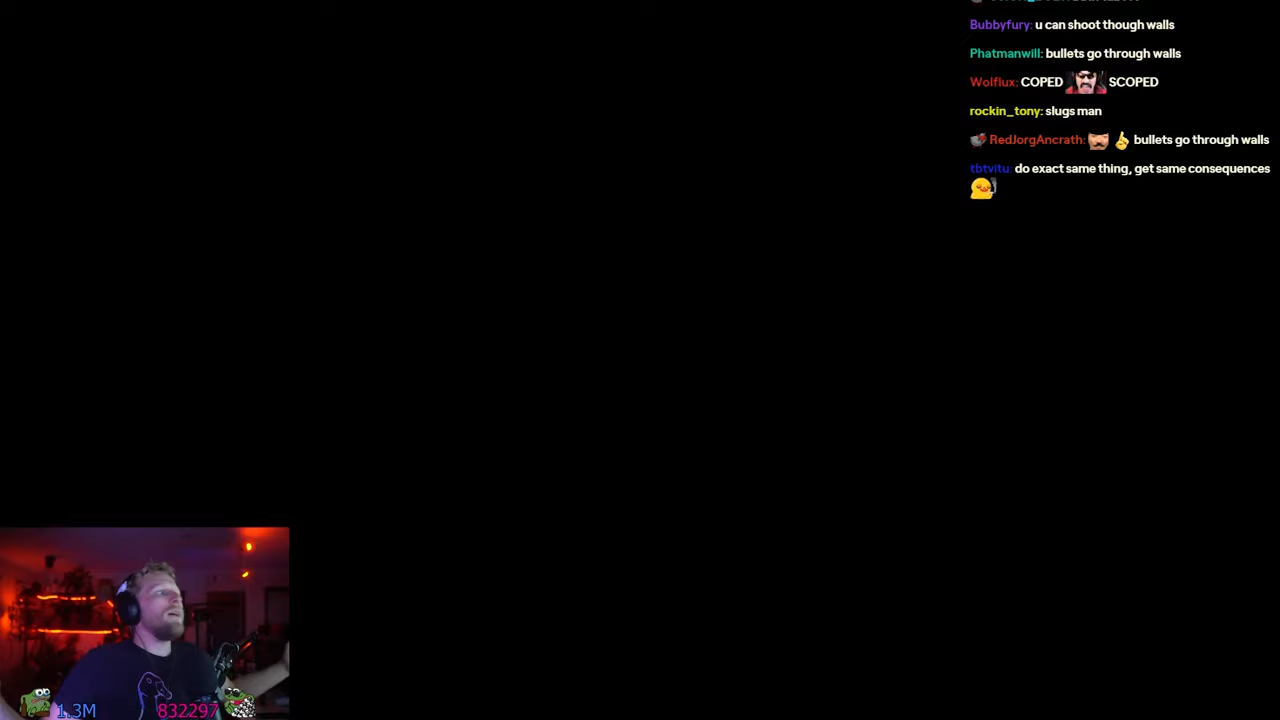 Bubbyfury: u can shoot though walls
Phatmanwill: bullets go through walls
Wolflux: COPED SCOPED
rockin_tony: slugs man
RedJorgAncrath: bullets go through walls
tbtvitu: do exact same thing, get same consequences
1.3M
832297